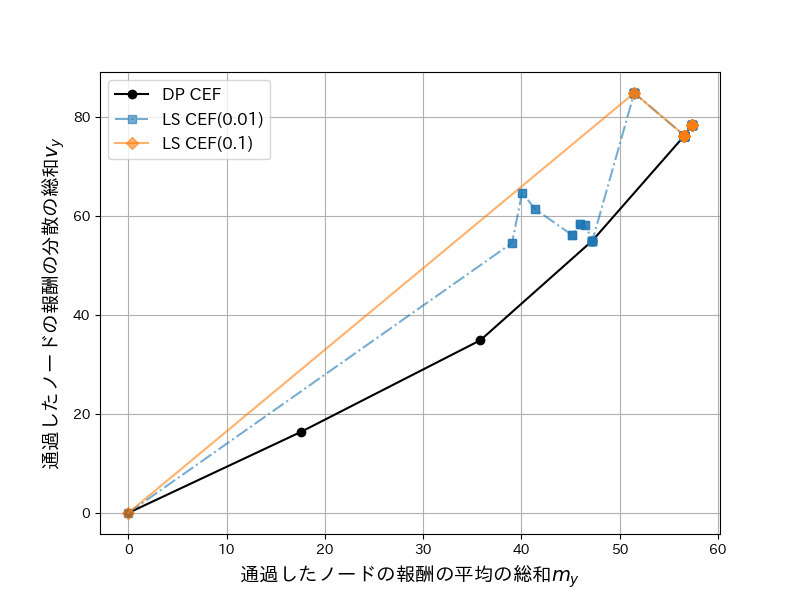 DP CEF
LS CEF(0.01)
LS CEF(0.1)
通過したノードの報酬の分散の総和v_y
80
60
40
20
0
0 10 20 30 40 50 60
通過したノードの報酬の平均の総和m_y